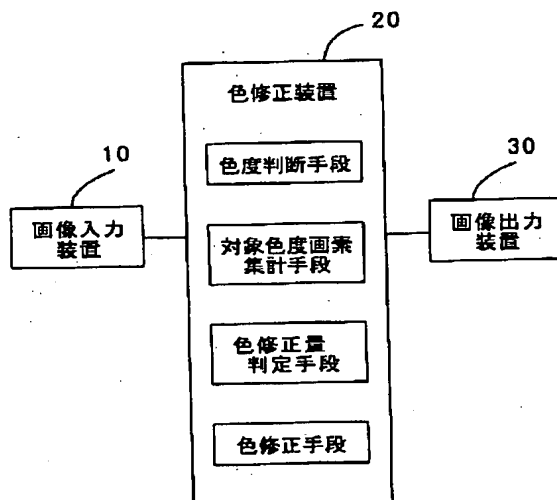 20
色修正装置
10
色度判断手段
30
画像入力
装置
対象色度画素
集計手段
画像出力
装置
色修正量
判定手段
色修正手段